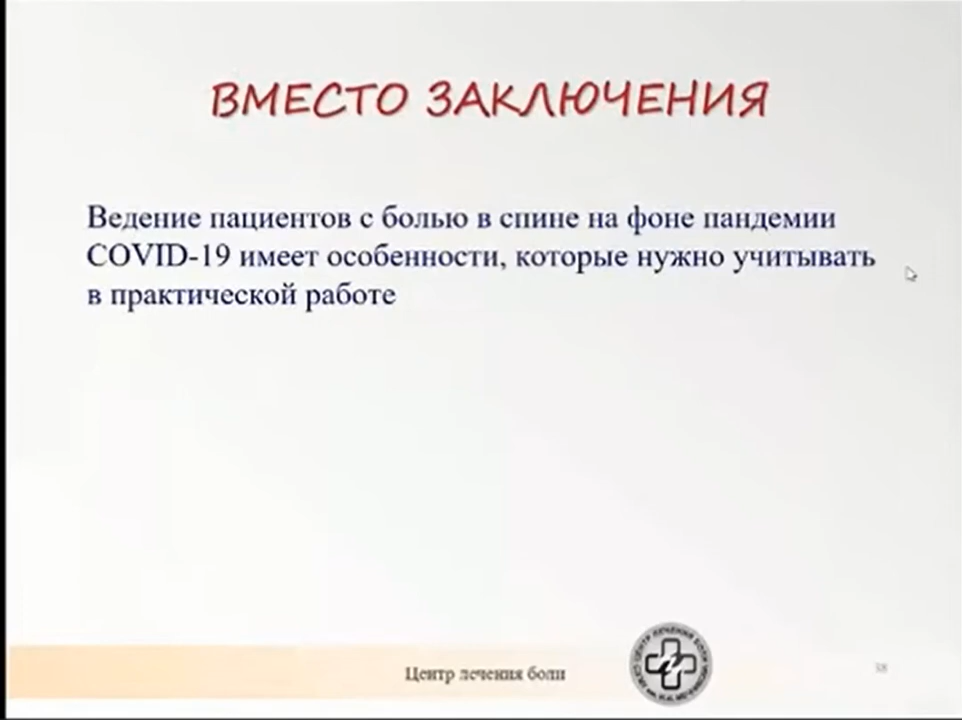 ВМЕСТО ЗАКЛЮЧЕНИЯ
Ведение пациентов с болью в спине на фоне пандемии
COVID-19 имеет особенности, которые нужно учитывать
в практической работе
Центр лечения боли